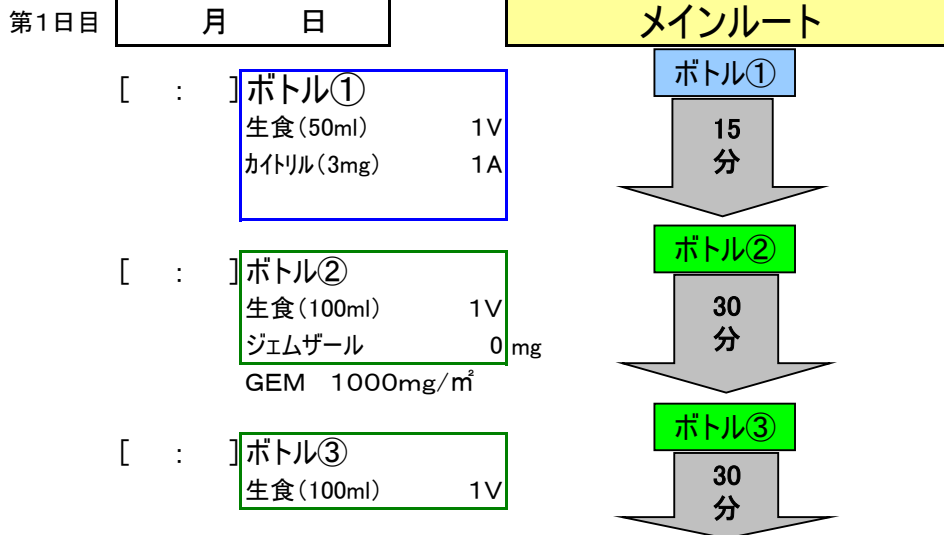 第1日目 月 日 メインルート
ボトル①
[ : ] ボトル①
生食(50ml) 1V
15
カイトリル(3mg) 1A
分
ボトル②
[ : ] ボトル②
生食(100ml) 1V
30
ジェムザール 0 mg
分
GEM 1000mg/㎡
ボトル③
[ : ] ボトル③
生食(100ml) 1V
30
分